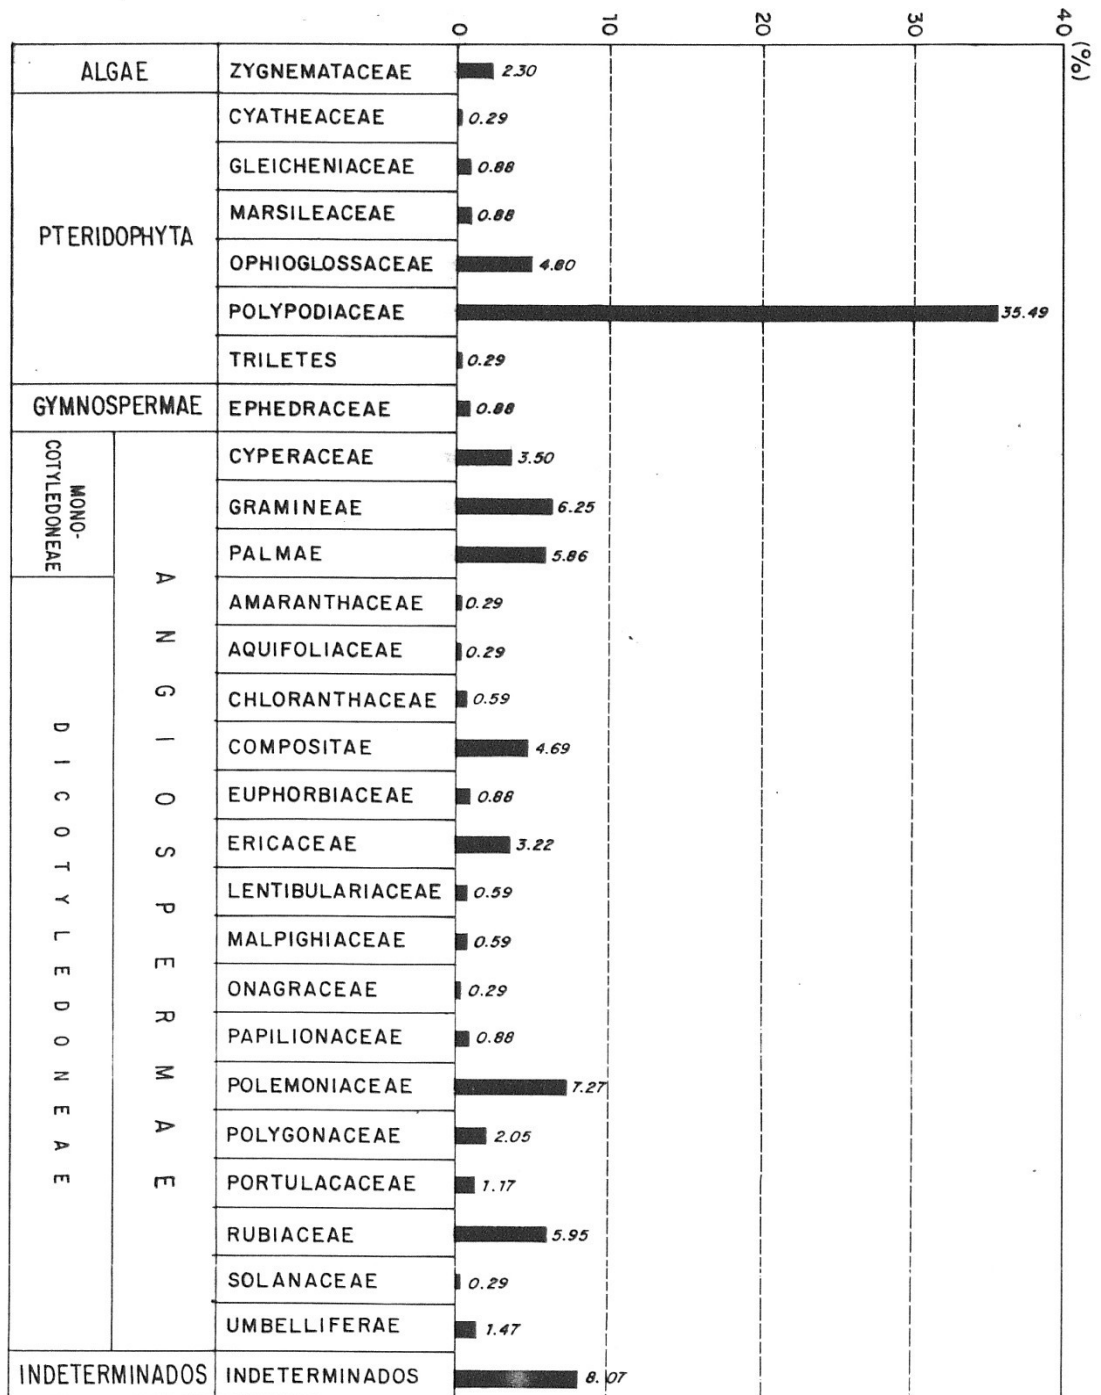 0 10 20 30 40 (%)
ALGAE ZYGNEMATACEAE 2.30
PTERIDOPHYTA
CYATHEACEAE 0.29
GLEICHENIACEAE 0.88
MARSILEACEAE 0.88
OPHIOGLOSSACEAE 4.80
POLYPODIACEAE 35.49
TRILETES 0.29
GYMNOSPERMAE EPHEDRACEAE 0.88
ANGIOSPERMAE
MONO-
COTYLEDONEAE
CYPERACEAE 3.50
GRAMINEAE 6.25
PALMAE 5.86
DICOTYLEDONEAE
AMARANTHACEAE 0.29
AQUIFOLIACEAE 0.29
CHLORANTHACEAE 0.59
COMPOSITAE 4.69
EUPHORBIACEAE 0.88
ERICACEAE 3.22
LENTIBULARIACEAE 0.59
MALPIGHIACEAE 0.59
ONAGRACEAE 0.29
PAPILIONACEAE 0.88
POLEMONIACEAE 7.27
POLYGONACEAE 2.05
PORTULACACEAE 1.17
RUBIACEAE 5.95
SOLANACEAE 0.29
UMBELLIFERAE 1.47
INDETERMINADOS INDETERMINADOS 8.07